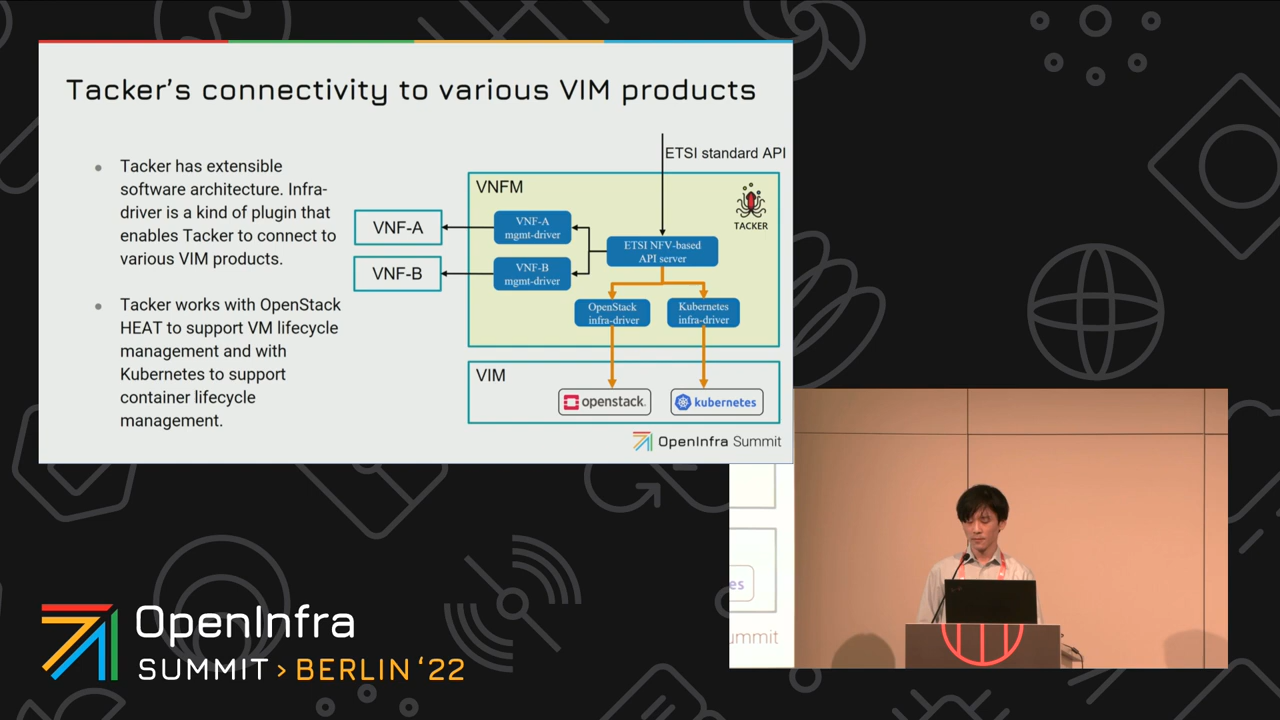 Tacker's connectivity to various VIM products
Tacker has extensible
software architecture. Infra-
driver is a kind of plugin that
enables Tacker to connect to
various VIM products.
Tacker works with OpenStack
HEAT to support VM lifecycle
management and with
Kubernetes to support
container lifecycle
management.
ETSI standard API
VNFM
TACKER
VNF-A
VNF-A
mgmt-driver
ETSI NFV-based
API server
VNF-B
VNF-B
mgmt-driver
OpenStack
infra-driver
Kubernetes
infra-driver
VIM
openstack.
kubernetes
OpenInfra Summit
es
ummit
OpenInfra
SUMMIT > BERLIN '22